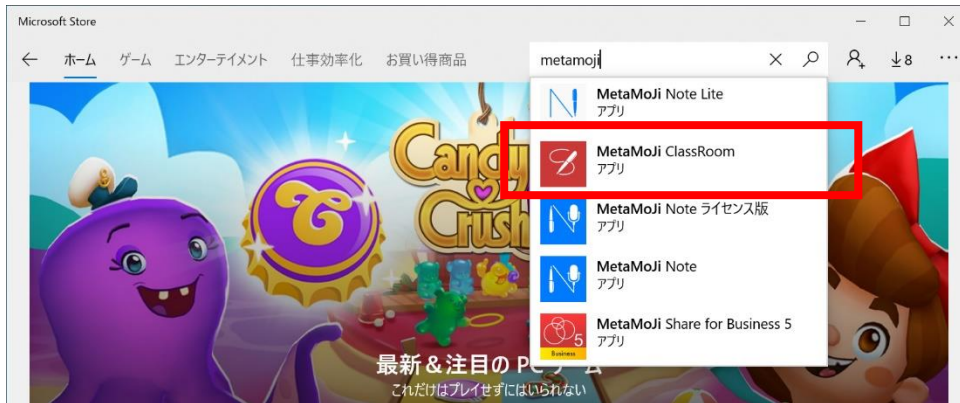 Microsoft Store
ホーム ゲーム エンターテイメント 仕事効率化 お買い得商品
metamoji
8
MetaMoJi Note Lite
アプリ
MetaMoJi ClassRoom
アプリ
MetaMoJi Note ライセンス版
アプリ
MetaMoJi Note
アプリ
MetaMoJi Share for Business 5
アプリ
5
Business
Candy
Crush
最新&注目の PC ゲーム
これだけはプレイせずにはいられない